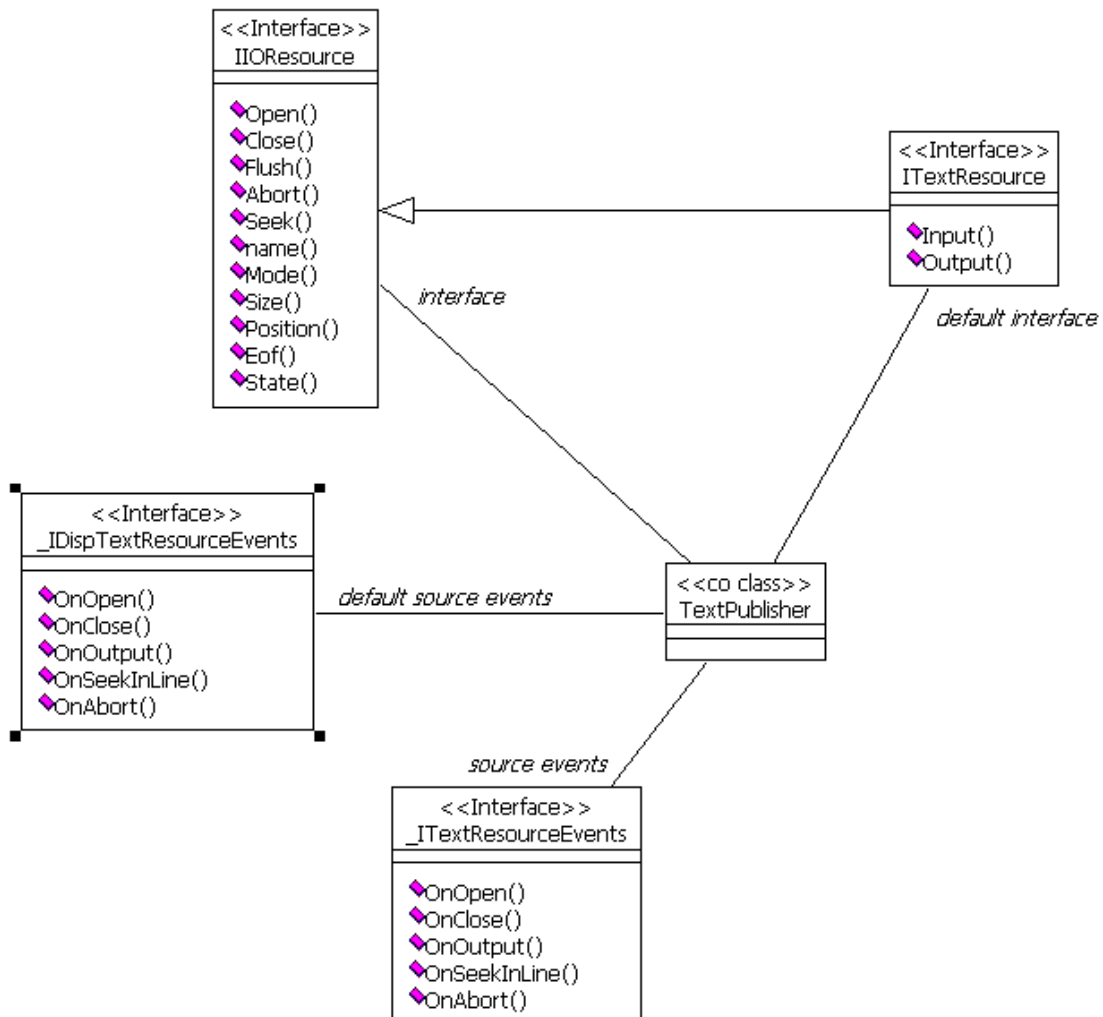 <<Interface>>
IIOResource
Open()
Close()
Flush()
Abort()
Seek()
name()
Mode()
Size()
Position()
Eof()
State()
<<Interface>>
ITextResource
Input()
Output()
interface
default interface
<<Interface>>
_IDispTextResourceEvents
OnOpen()
OnClose()
OnOutput()
OnSeekInLine()
OnAbort()
default source events
<<co class>>
TextPublisher
source events
<<Interface>>
_ITextResourceEvents
OnOpen()
OnClose()
OnOutput()
OnSeekInLine()
OnAbort()